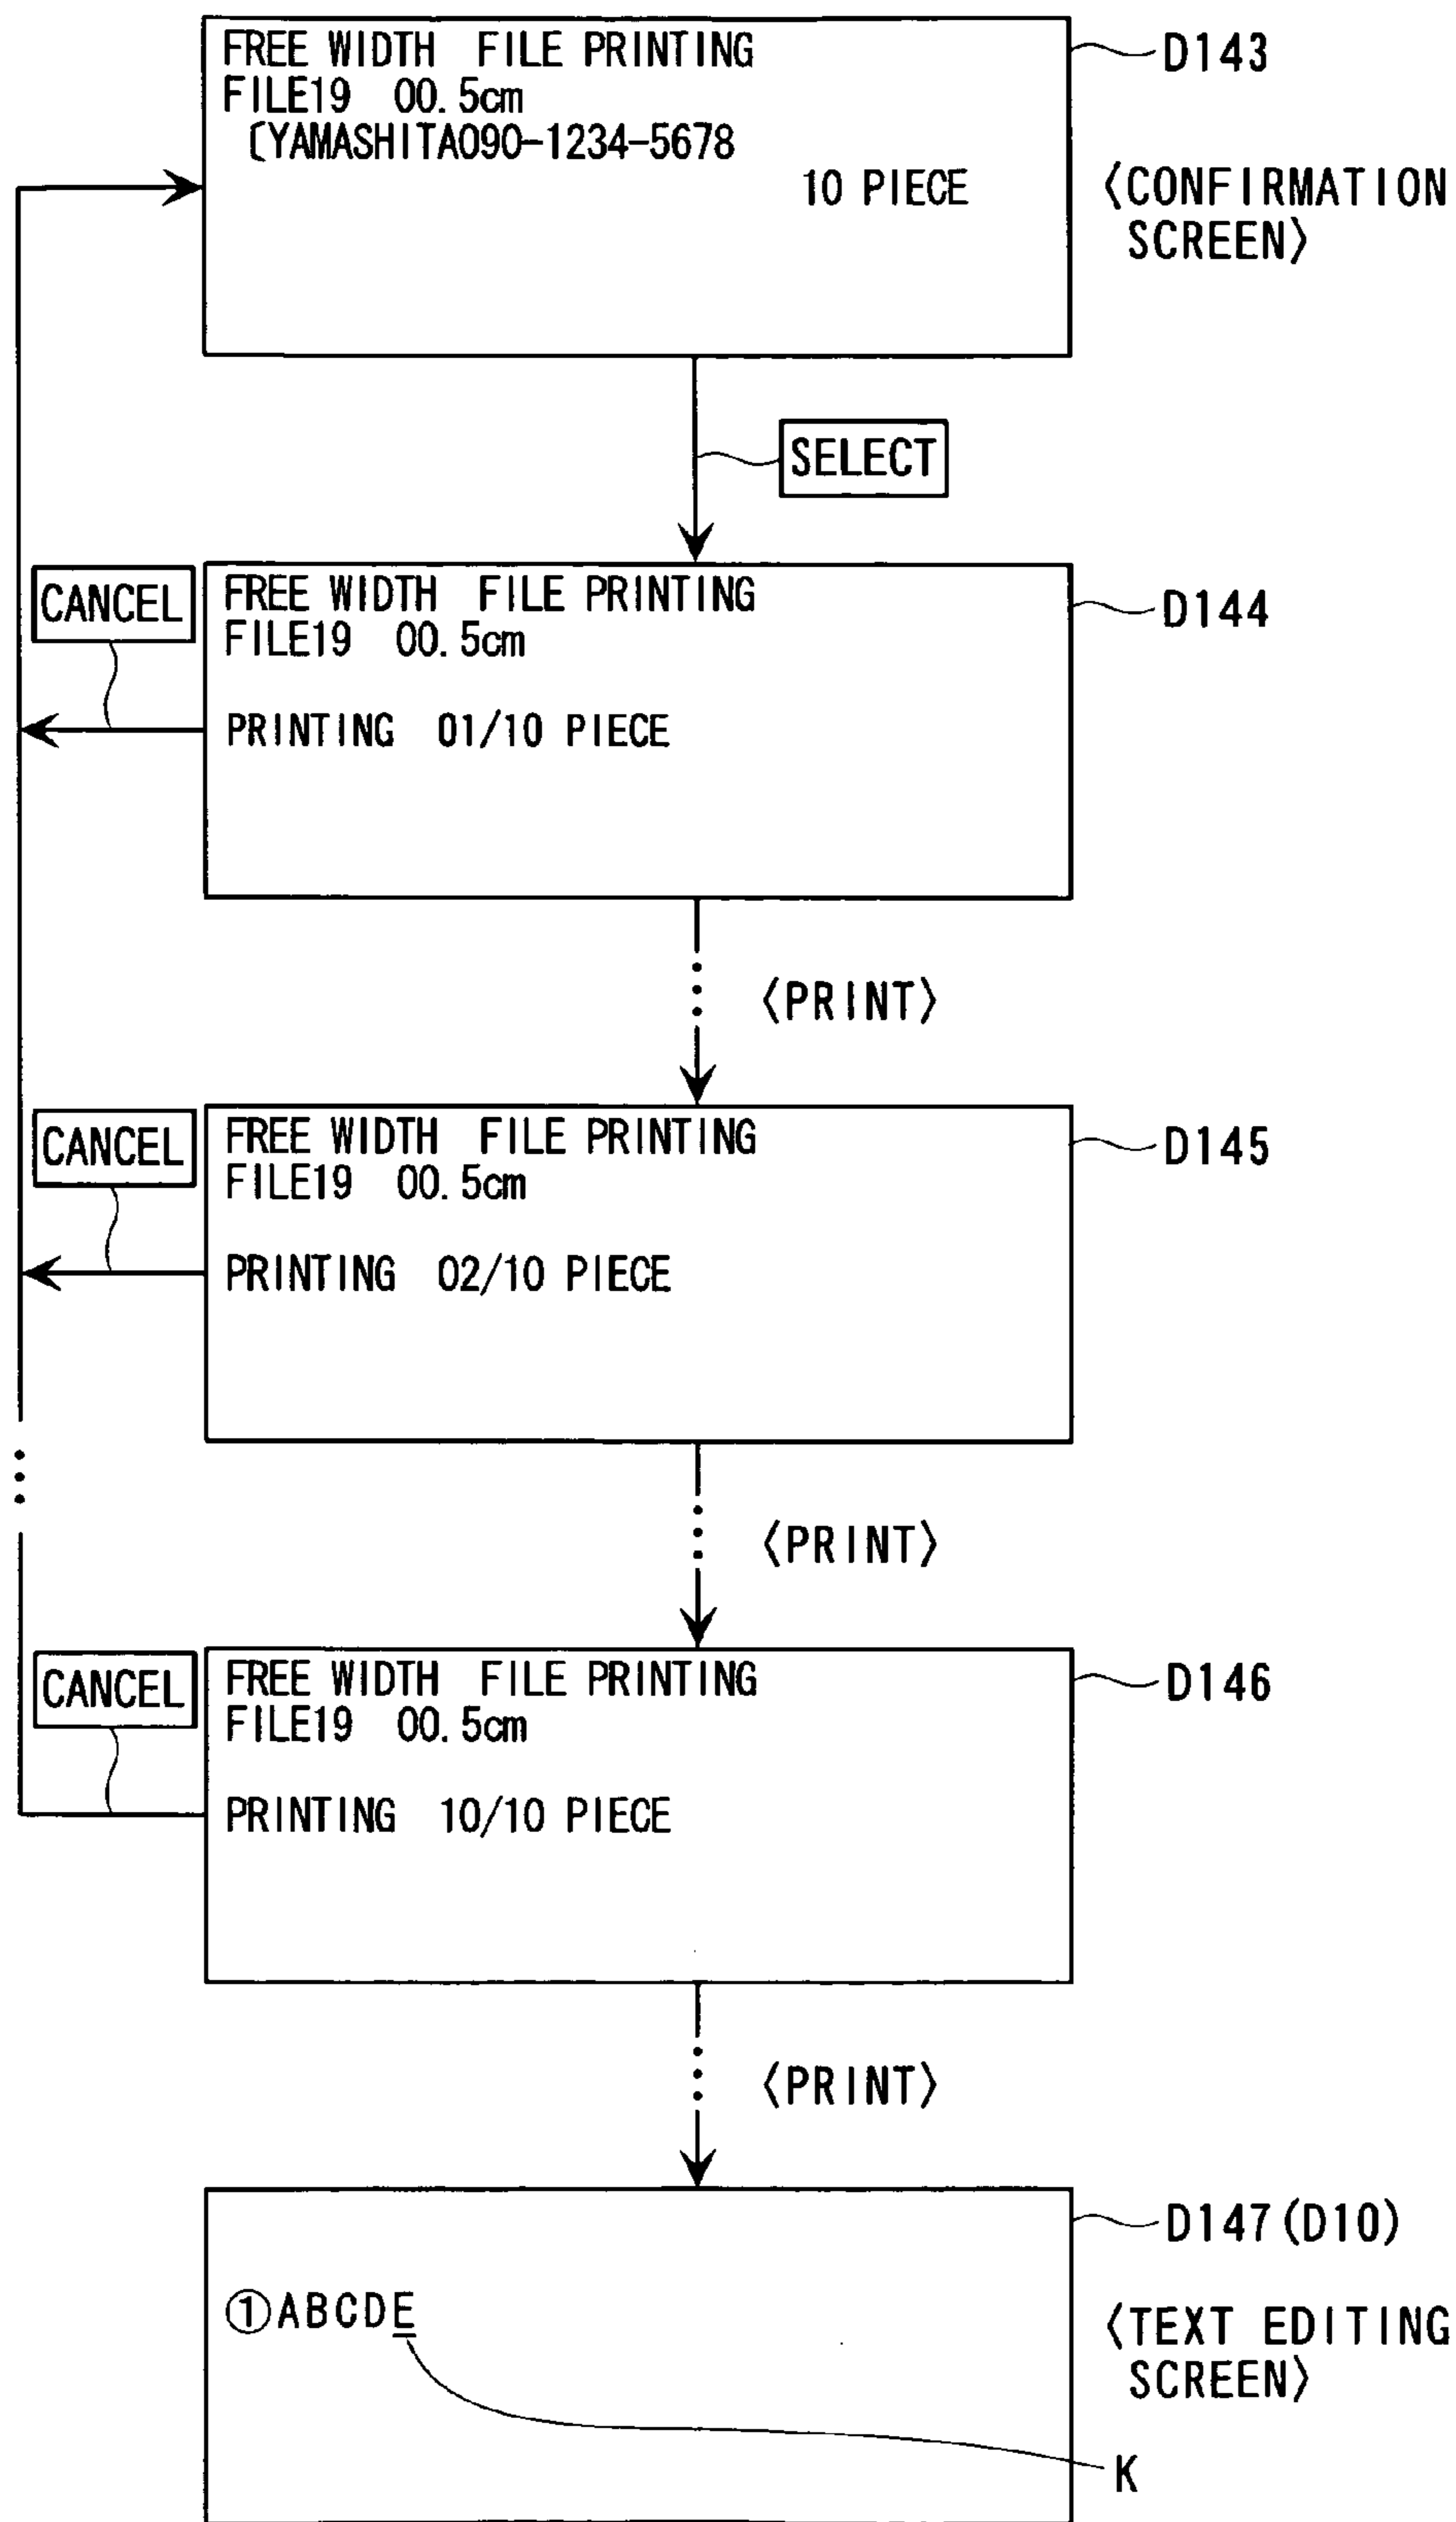 FREE WIDTH FILE PRINTING
FILE19 00.5cm
[YAMASHITA090-1234-5678
10 PIECE
D143
<CONFIRMATION
SCREEN>
SELECT
CANCEL
FREE WIDTH FILE PRINTING
FILE19 00.5cm
PRINTING 01/10 PIECE
D144
<PRINT>
CANCEL
FREE WIDTH FILE PRINTING
FILE19 00.5cm
PRINTING 02/10 PIECE
D145
<PRINT>
CANCEL
FREE WIDTH FILE PRINTING
FILE19 00.5cm
PRINTING 10/10 PIECE
D146
<PRINT>
①ABCDE
D147(D10)
<TEXT EDITING
SCREEN>
K